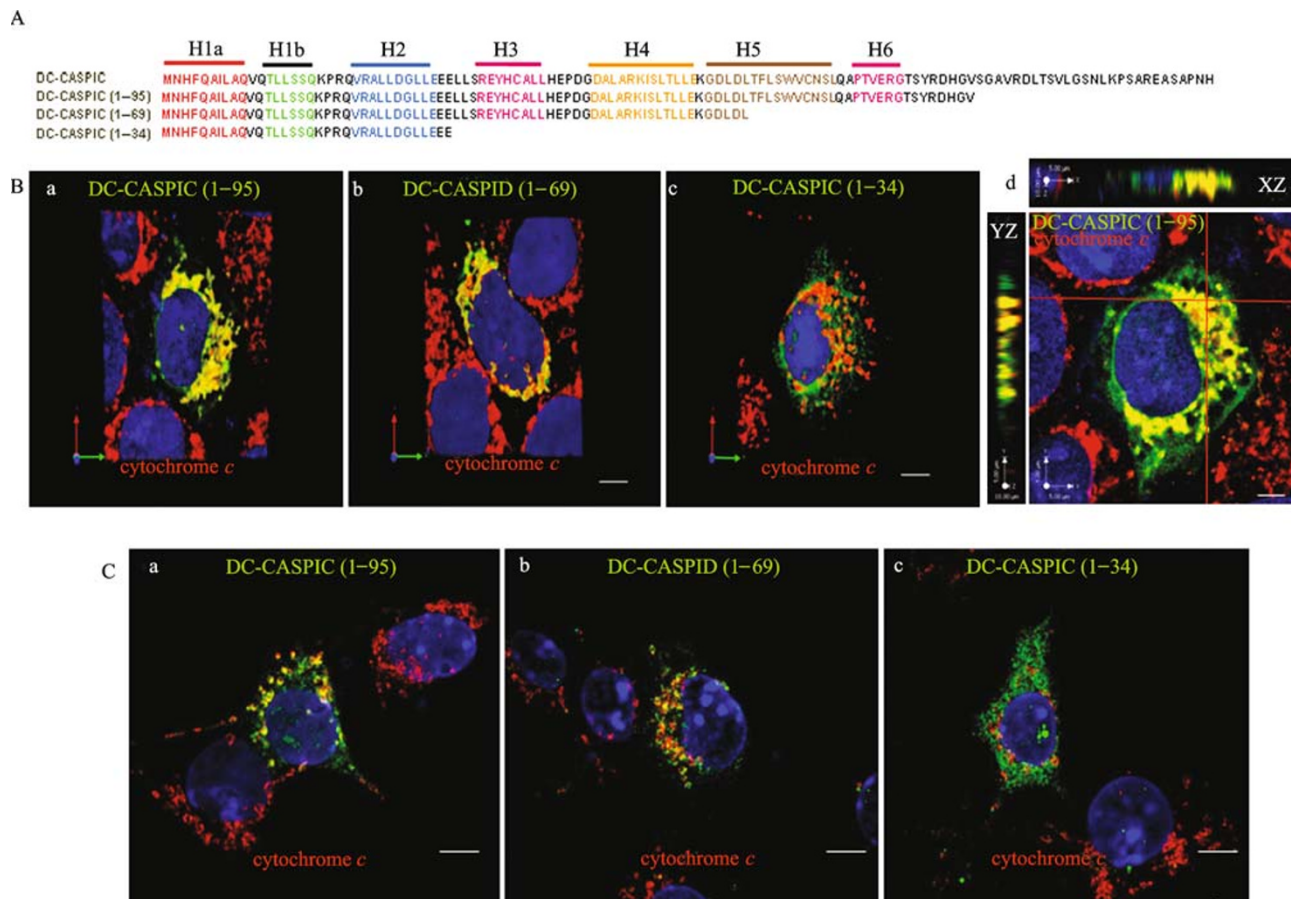 A
H1a H1b H2 H3 H4 H5 H6
DC-CASPIC MNHFQAILAQVQTLLSSQKPRQVRALLDGLLEEELLSREYHCALLHEPDGDALARKISLTLLEKGDLDLTFLSWVCNSLQAPTVERGTSYRDHGVSGAVRDLTSVLGSNLKPSAREASAPNH
DC-CASPIC (1−95) MNHFQAILAQVQTLLSSQKPRQVRALLDGLLEEELLSREYHCALLHEPDGDALARKISLTLLEKGDLDLTFLSWVCNSLQAPTVERGTSYRDHGV
DC-CASPIC (1−69) MNHFQAILAQVQTLLSSQKPRQVRALLDGLLEEELLSREYHCALLHEPDGDALARKISLTLLEKGDLDL
DC-CASPIC (1−34) MNHFQAILAQVQTLLSSQKPRQVRALLDGLLEEE
B
a
DC-CASPIC (1−95)
cytochrome c
b
DC-CASPID (1−69)
cytochrome c
c
DC-CASPIC (1−34)
cytochrome c
d
XZ
YZ
DC-CASPIC (1−95)
cytochrome c
C
a
DC-CASPIC (1−95)
cytochrome c
b
DC-CASPID (1−69)
cytochrome c
c
DC-CASPIC (1−34)
cytochrome c